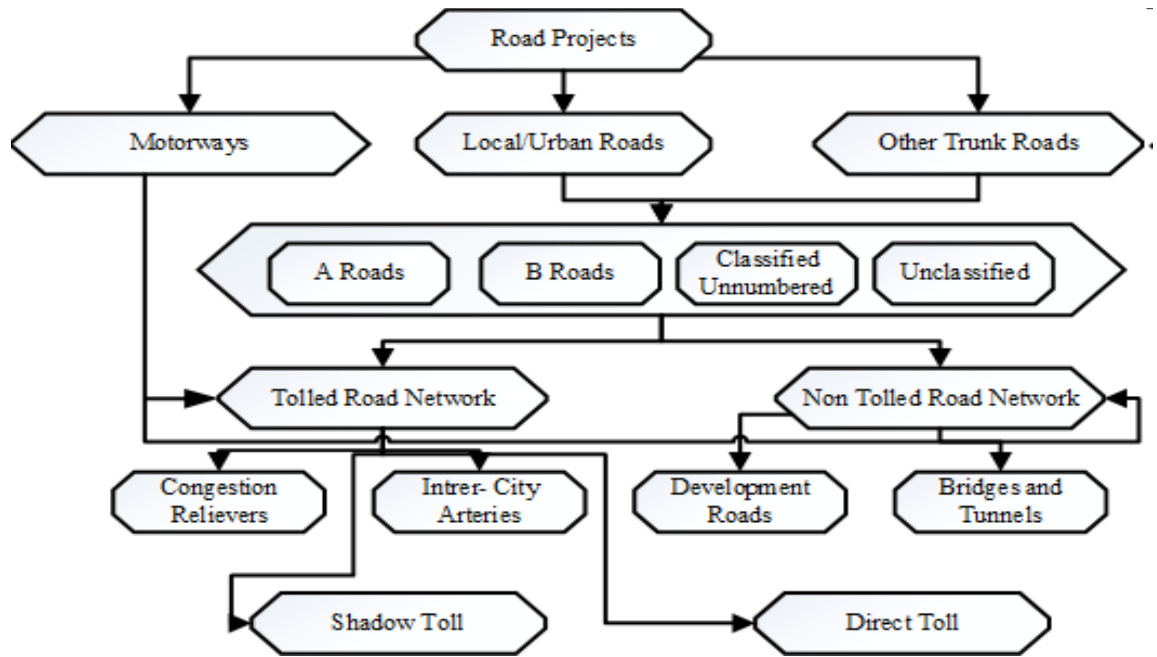 Road Projects
Motorways
Local/Urban Roads
Other Trunk Roads
A Roads
B Roads
Classified
Unnumbered
Unclassified
Tolled Road Network
Non Tolled Road Network
Congestion
Relievers
Intrer- City
Arteries
Development
Roads
Bridges and
Tunnels
Shadow Toll
Direct Toll